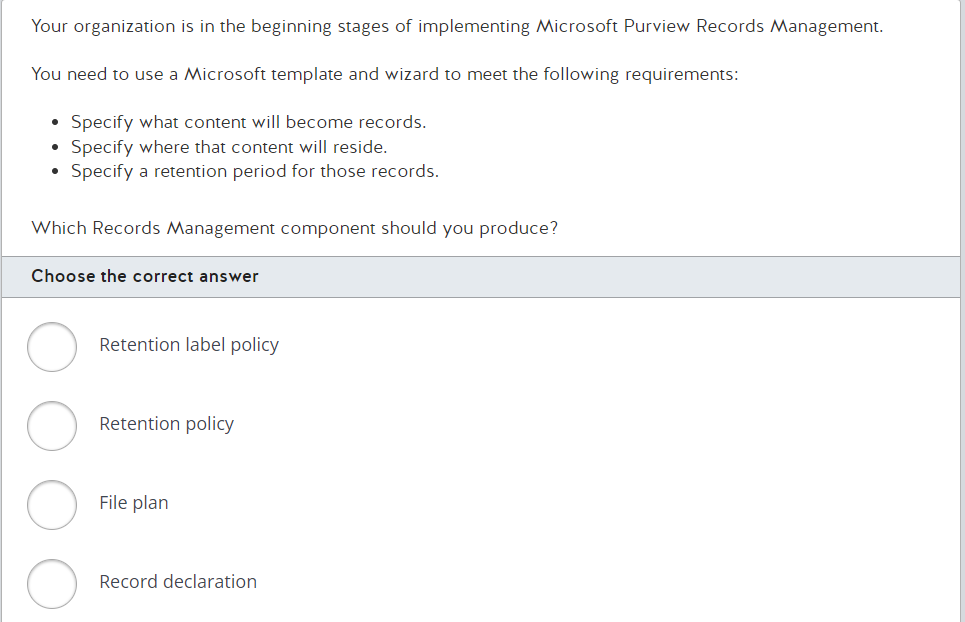 Your organization is in the beginning stages of implementing Microsoft Purview Records Management.
You need to use a Microsoft template and wizard to meet the following requirements:
• Specify what content will become records.
• Specify where that content will reside.
• Specify a retention period for those records.
Which Records Management component should you produce?
Choose the correct answer
Retention label policy
Retention policy
File plan
Record declaration